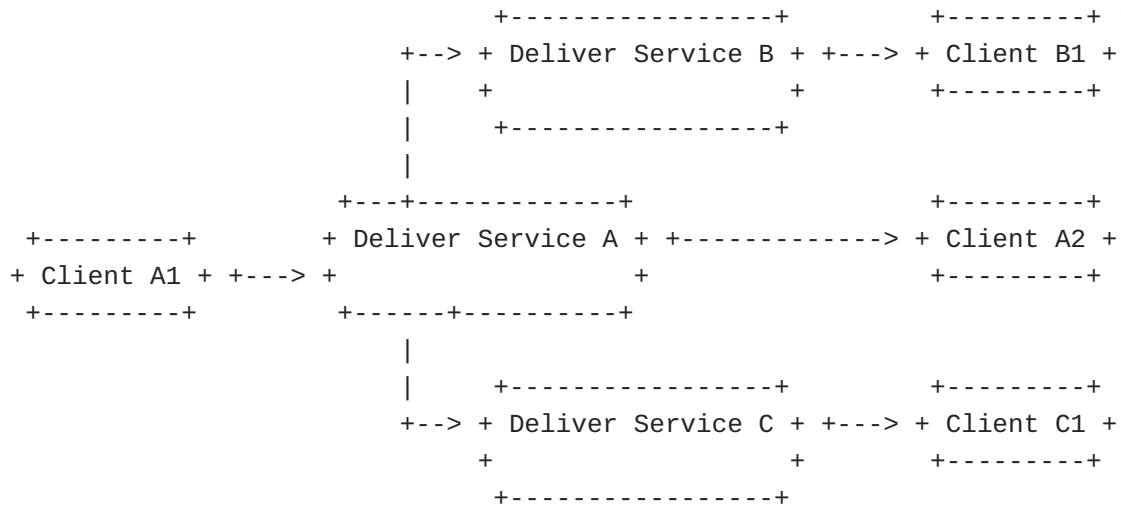 +-----------------+         +---------+
                         +--> + Deliver Service B + +---> + Client B1 +
                         |    +                   +        +---------+
                         |     +-----------------+
                         |
                     +---+-------------+                   +---------+
 +---------+        + Deliver Service A + +-------------> + Client A2 +
+ Client A1 + +---> +                   +                  +---------+
 +---------+         +------+----------+
                         |
                         |     +-----------------+         +---------+
                         +--> + Deliver Service C + +---> + Client C1 +
                              +                   +        +---------+
                               +-----------------+